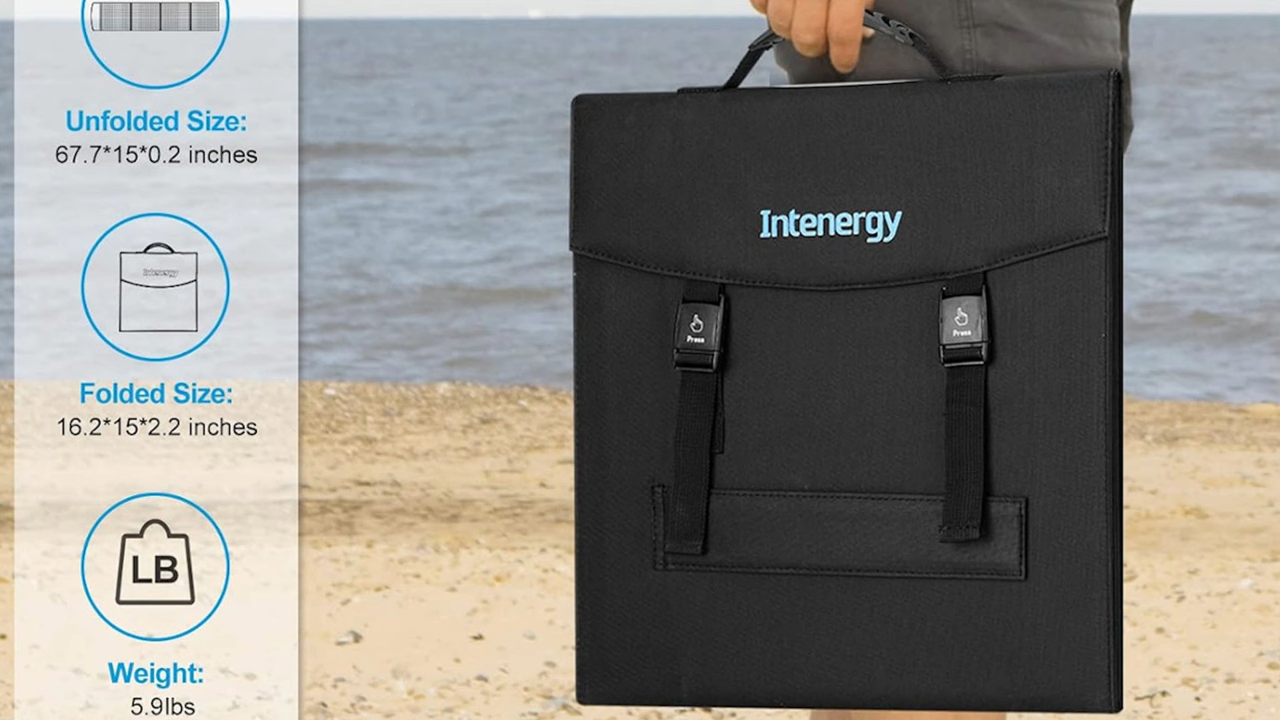 Unfolded Size:
67.7*15*0.2 inches
Intenergy
Intenergy
Press
Press
Folded Size:
16.2*15*2.2 inches
LB
Weight:
5.9lbs